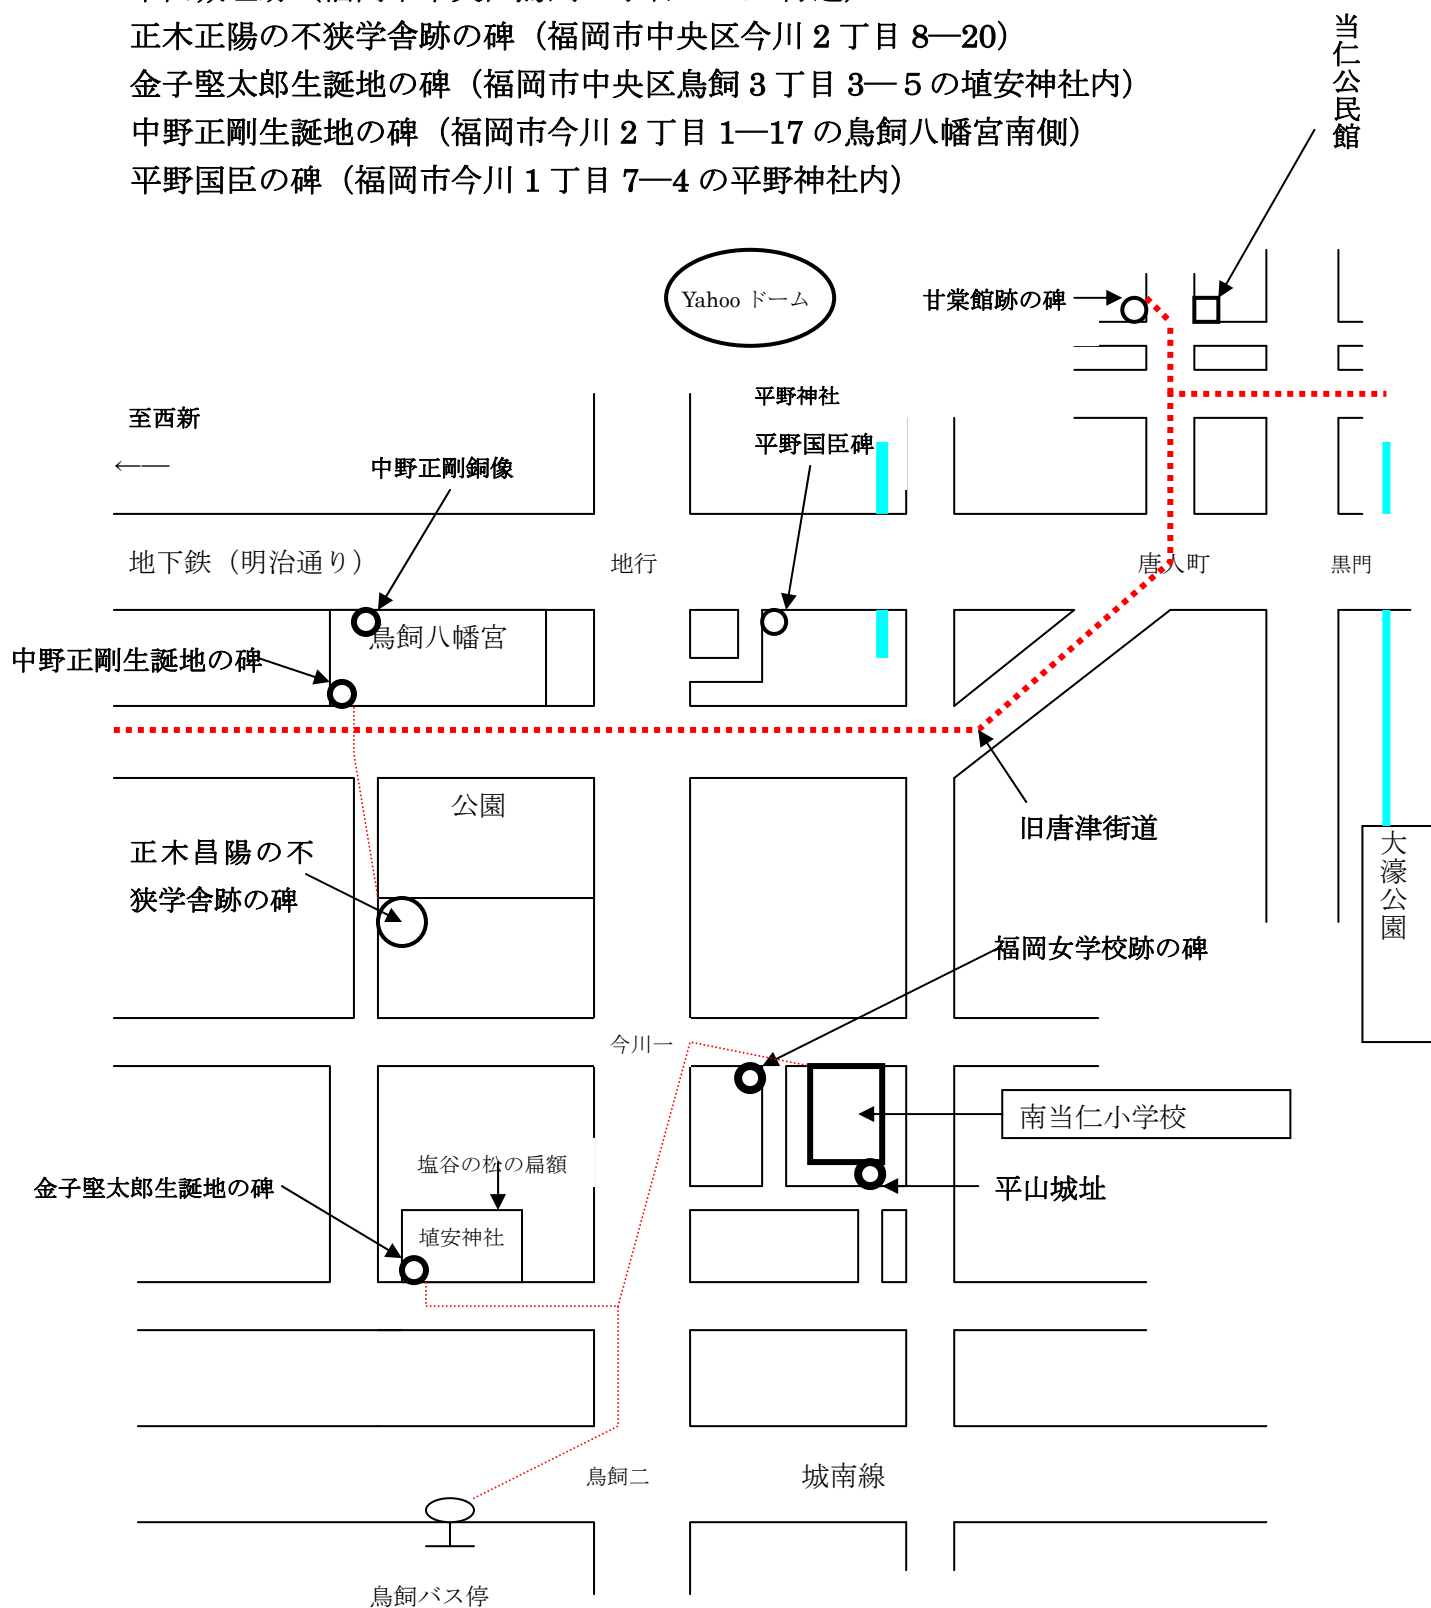 正木正陽の不狭学舎跡の碑（福岡市中央区今川 2 丁目 8―20）
金子堅太郎生誕地の碑（福岡市中央区鳥飼 3 丁目 3―5 の埴安神社内）
中野正剛生誕地の碑（福岡市今川 2 丁目 1―17 の鳥飼八幡宮南側）
平野国臣の碑（福岡市今川 1 丁目 7―4 の平野神社内）
当仁公民館
Yahoo ドーム
甘棠館跡の碑
平野神社
至西新
平野国臣碑
←―
中野正剛銅像
地下鉄（明治通り）
地行
唐人町
黒門
鳥飼八幡宮
中野正剛生誕地の碑
公園
旧唐津街道
大濠公園
正木昌陽の不
狭学舎跡の碑
福岡女学校跡の碑
今川一
南当仁小学校
塩谷の松の扁額
金子堅太郎生誕地の碑
平山城址
埴安神社
鳥飼二
城南線
鳥飼バス停